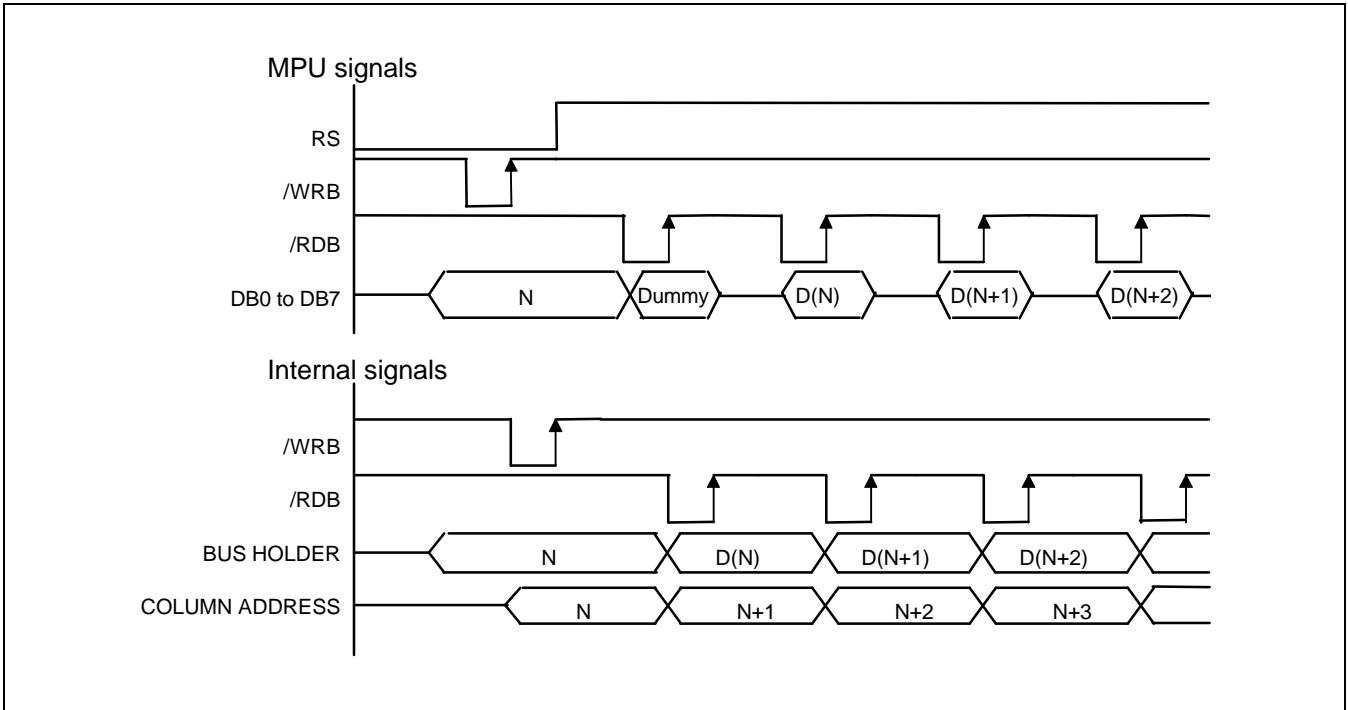 MPU signals
RS
/WRB
/RDB
DB0 to DB7 N Dummy D(N) D(N+1) D(N+2)
Internal signals
/WRB
/RDB
BUS HOLDER N D(N) D(N+1) D(N+2)
COLUMN ADDRESS N N+1 N+2 N+3